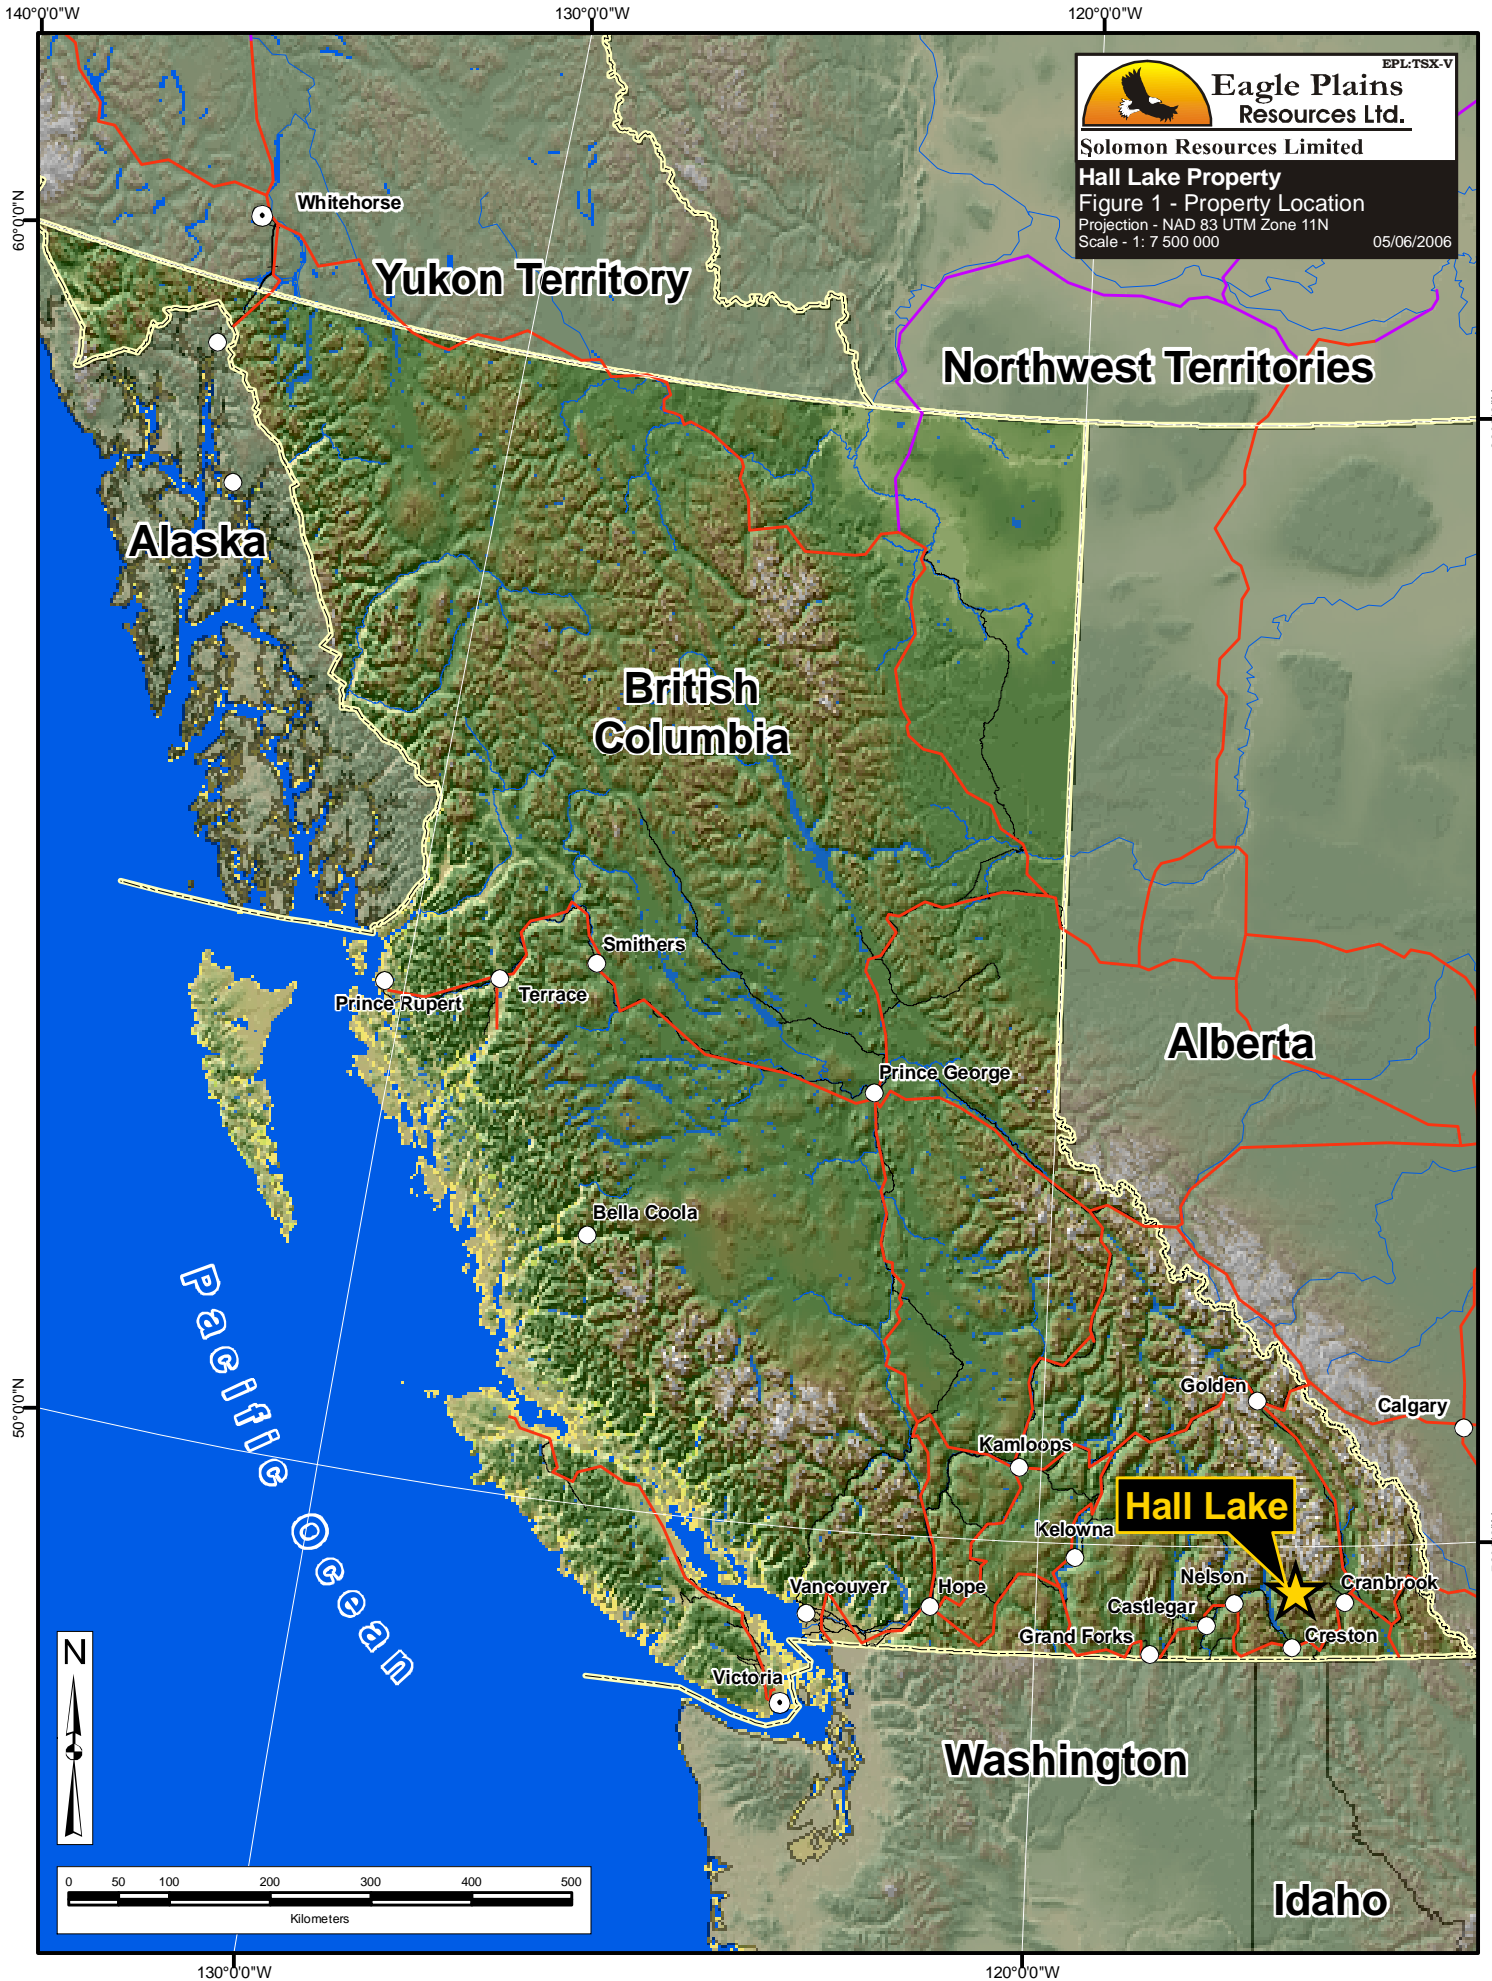 140°0'0"W
130°0'0"W
120°0'0"W
EPL:TSX-V
Eagle Plains
Resources Ltd.
Solomon Resources Limited
Hall Lake Property
Figure 1 - Property Location
Projection - NAD 83 UTM Zone 11N
Scale - 1: 7 500 000
05/06/2006
60°0'0"N
Whitehorse
Yukon Territory
Northwest Territories
Alaska
British
Columbia
Smithers
Prince Rupert
Terrace
Alberta
Prince George
Bella Coola
Pacific Ocean
50°0'0"N
Golden
Calgary
Kamloops
Hall Lake
Kelowna
Vancouver
Hope
Nelson
Cranbrook
Castlegar
Grand Forks
Creston
Victoria
N
Washington
Idaho
0 50 100 200 300 400 500
Kilometers
130°0'0"W
120°0'0"W